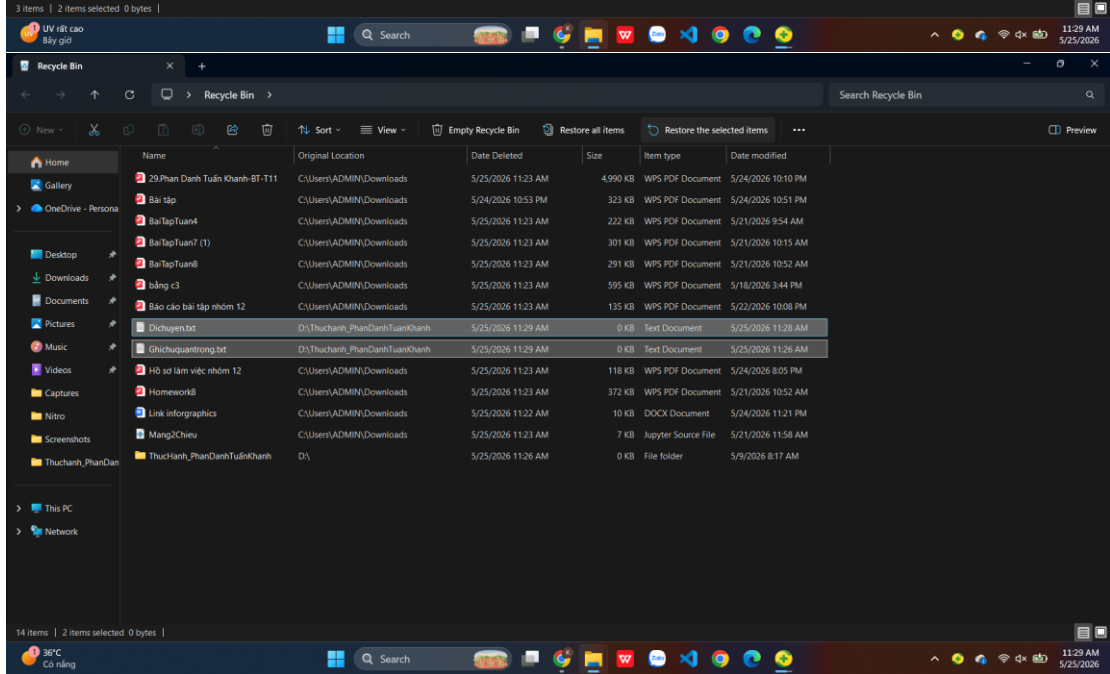 3 items | 2 items selected 0 bytes |
UV rất cao
Bây giờ
Search
11:29 AM
5/25/2026
Recycle Bin
Recycle Bin
Search Recycle Bin
New
Sort
View
Empty Recycle Bin
Restore all items
Restore the selected items
Preview
Name Original Location Date Deleted Size Item type Date modified
29.Phan Danh Tuấn Khanh-BT-T11 C:\Users\ADMIN\Downloads 5/25/2026 11:23 AM 4,990 KB WPS PDF Document 5/24/2026 10:10 PM
Bài tập C:\Users\ADMIN\Downloads 5/24/2026 10:53 PM 323 KB WPS PDF Document 5/24/2026 10:51 PM
BaiTapTuan4 C:\Users\ADMIN\Downloads 5/25/2026 11:23 AM 222 KB WPS PDF Document 5/21/2026 9:54 AM
BaiTapTuan7 (1) C:\Users\ADMIN\Downloads 5/25/2026 11:23 AM 301 KB WPS PDF Document 5/21/2026 10:15 AM
BaiTapTuan8 C:\Users\ADMIN\Downloads 5/25/2026 11:23 AM 291 KB WPS PDF Document 5/21/2026 10:52 AM
bảng c3 C:\Users\ADMIN\Downloads 5/25/2026 11:23 AM 595 KB WPS PDF Document 5/18/2026 3:44 PM
Báo cáo bài tập nhóm 12 C:\Users\ADMIN\Downloads 5/25/2026 11:23 AM 135 KB WPS PDF Document 5/22/2026 10:08 PM
Dichuyen.txt D:\Thuchanh_PhanDanhTuanKhanh 5/25/2026 11:29 AM 0 KB Text Document 5/25/2026 11:28 AM
Ghichuquantrong.txt D:\Thuchanh_PhanDanhTuanKhanh 5/25/2026 11:29 AM 0 KB Text Document 5/25/2026 11:26 AM
Hồ sơ làm việc nhóm 12 C:\Users\ADMIN\Downloads 5/25/2026 11:23 AM 118 KB WPS PDF Document 5/24/2026 8:05 PM
Homework8 C:\Users\ADMIN\Downloads 5/25/2026 11:23 AM 372 KB WPS PDF Document 5/21/2026 10:52 AM
Link inforgraphics C:\Users\ADMIN\Downloads 5/25/2026 11:22 AM 10 KB DOCX Document 5/24/2026 11:21 PM
Mang2Chieu C:\Users\ADMIN\Downloads 5/25/2026 11:23 AM 7 KB Jupyter Source File 5/21/2026 11:58 AM
ThucHanh_PhanDanhTuấnKhanh D:\ 5/25/2026 11:26 AM 0 KB File folder 5/9/2026 8:17 AM
Home
Gallery
OneDrive - Persona
Desktop
Downloads
Documents
Pictures
Music
Videos
Captures
Nitro
Screenshots
Thuchanh_PhanDan
This PC
Network
14 items | 2 items selected 0 bytes |
36°C
Có nắng
Search
11:29 AM
5/25/2026